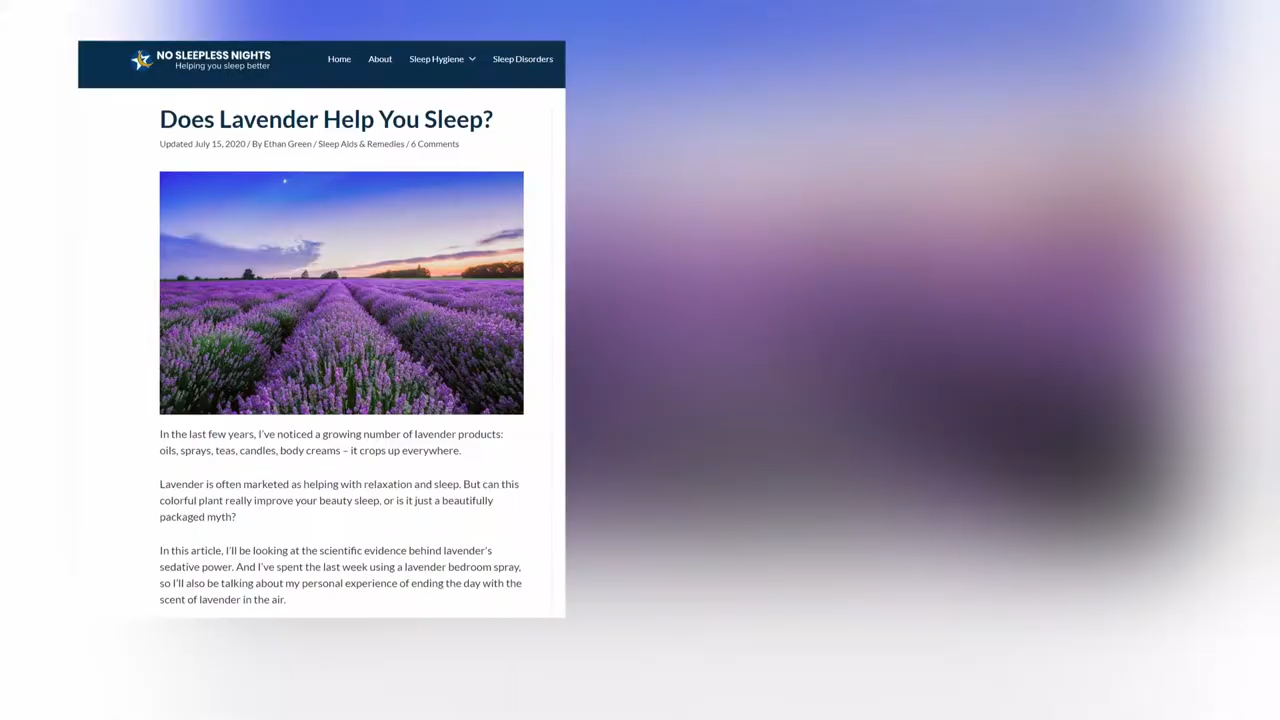 NO SLEEPLESS NIGHTS
Helping you sleep better
Home About Sleep Hygiene Sleep Disorders
Does Lavender Help You Sleep?
Updated July 15, 2020 / By Ethan Green / Sleep Aids & Remedies / 6 Comments
In the last few years, I’ve noticed a growing number of lavender products:
oils, sprays, teas, candles, body creams – it crops up everywhere.
Lavender is often marketed as helping with relaxation and sleep. But can this
colorful plant really improve your beauty sleep, or is it just a beautifully
packaged myth?
In this article, I’ll be looking at the scientific evidence behind lavender’s
sedative power. And I’ve spent the last week using a lavender bedroom spray,
so I’ll also be talking about my personal experience of ending the day with the
scent of lavender in the air.